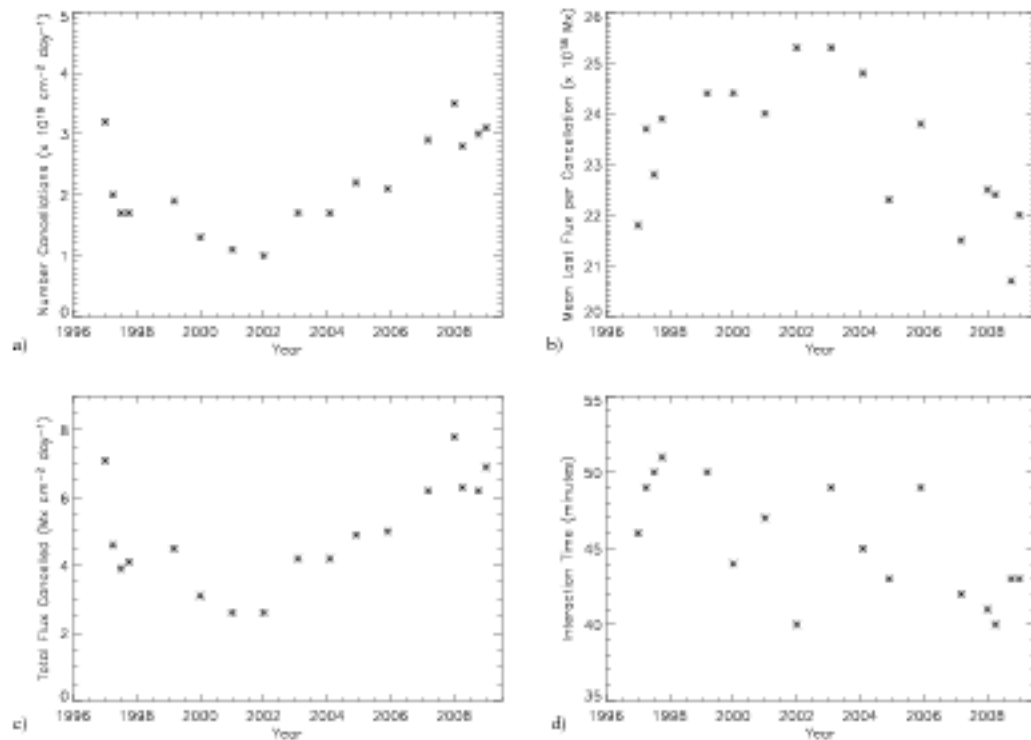 Number Cancellations (x 10¹⁹ cm⁻² day⁻¹)
5
4
3
2
1
0
1996 1998 2000 2002 2004 2006 2008
Year
a)
Mean Lost Flux per Cancellation (x 10¹⁶ Mx)
26
25
24
23
22
21
20
1996 1998 2000 2002 2004 2006 2008
Year
b)
Total Flux Cancelled (Mx cm⁻² day⁻¹)
8
6
4
2
0
1996 1998 2000 2002 2004 2006 2008
Year
c)
Interaction Time (minutes)
55
50
45
40
35
1996 1998 2000 2002 2004 2006 2008
Year
d)